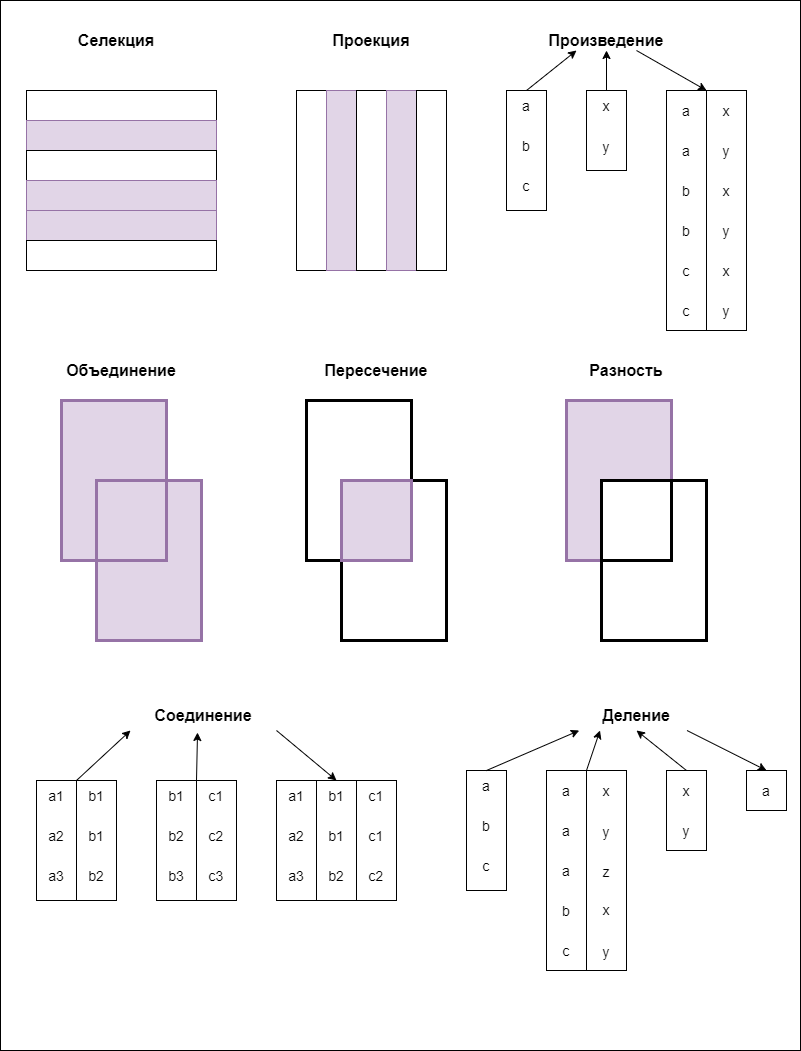 Селекция
Проекция
Произведение
a
b
c
x
y
a x
a y
b x
b y
c x
c y
Объединение
Пересечение
Разность
Соединение
a1 b1
a2 b1
a3 b2
b1 c1
b2 c2
b3 c3
a1 b1 c1
a2 b1 c1
a3 b2 c2
Деление
a
b
c
a x
a y
a z
b x
c y
x
y
a